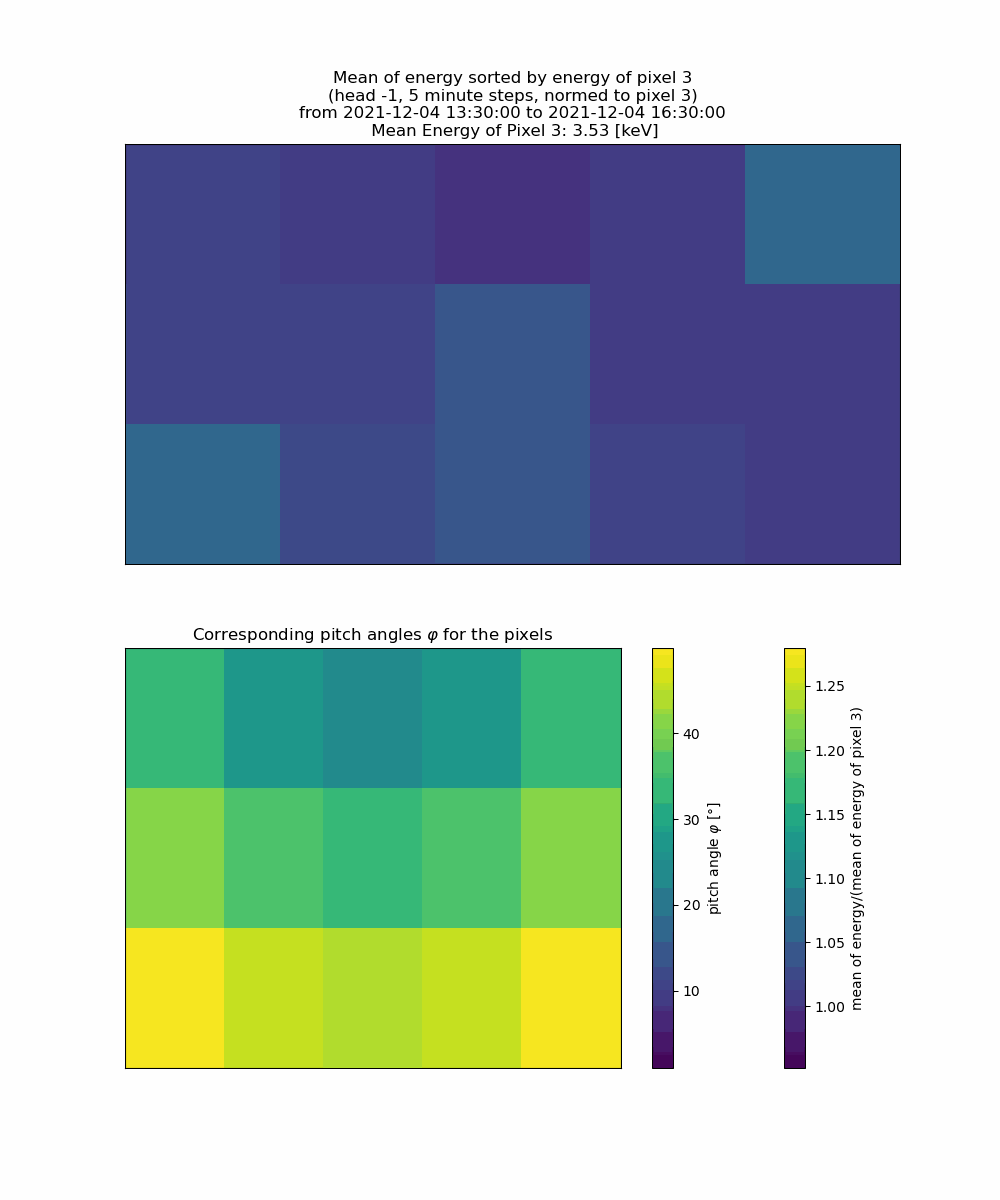 Mean of energy sorted by energy of pixel 3
(head -1, 5 minute steps, normed to pixel 3)
from 2021-12-04 13:30:00 to 2021-12-04 16:30:00
Mean Energy of Pixel 3: 3.53 [keV]
Corresponding pitch angles φ for the pixels
40
30
20
10
pitch angle φ [°]
1.25
1.20
1.15
1.10
1.05
1.00
mean of energy/(mean of energy of pixel 3)